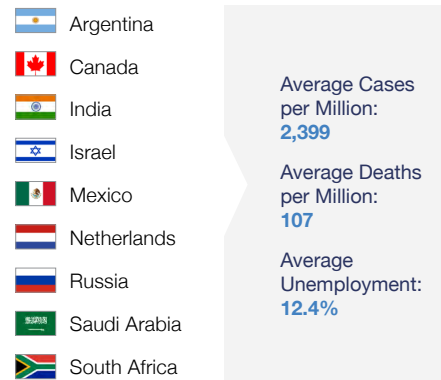 Argentina
Canada
India
Israel
Mexico
Netherlands
Russia
Saudi Arabia
South Africa
Average Cases
per Million:
2,399
Average Deaths
per Million:
107
Average
Unemployment:
12.4%